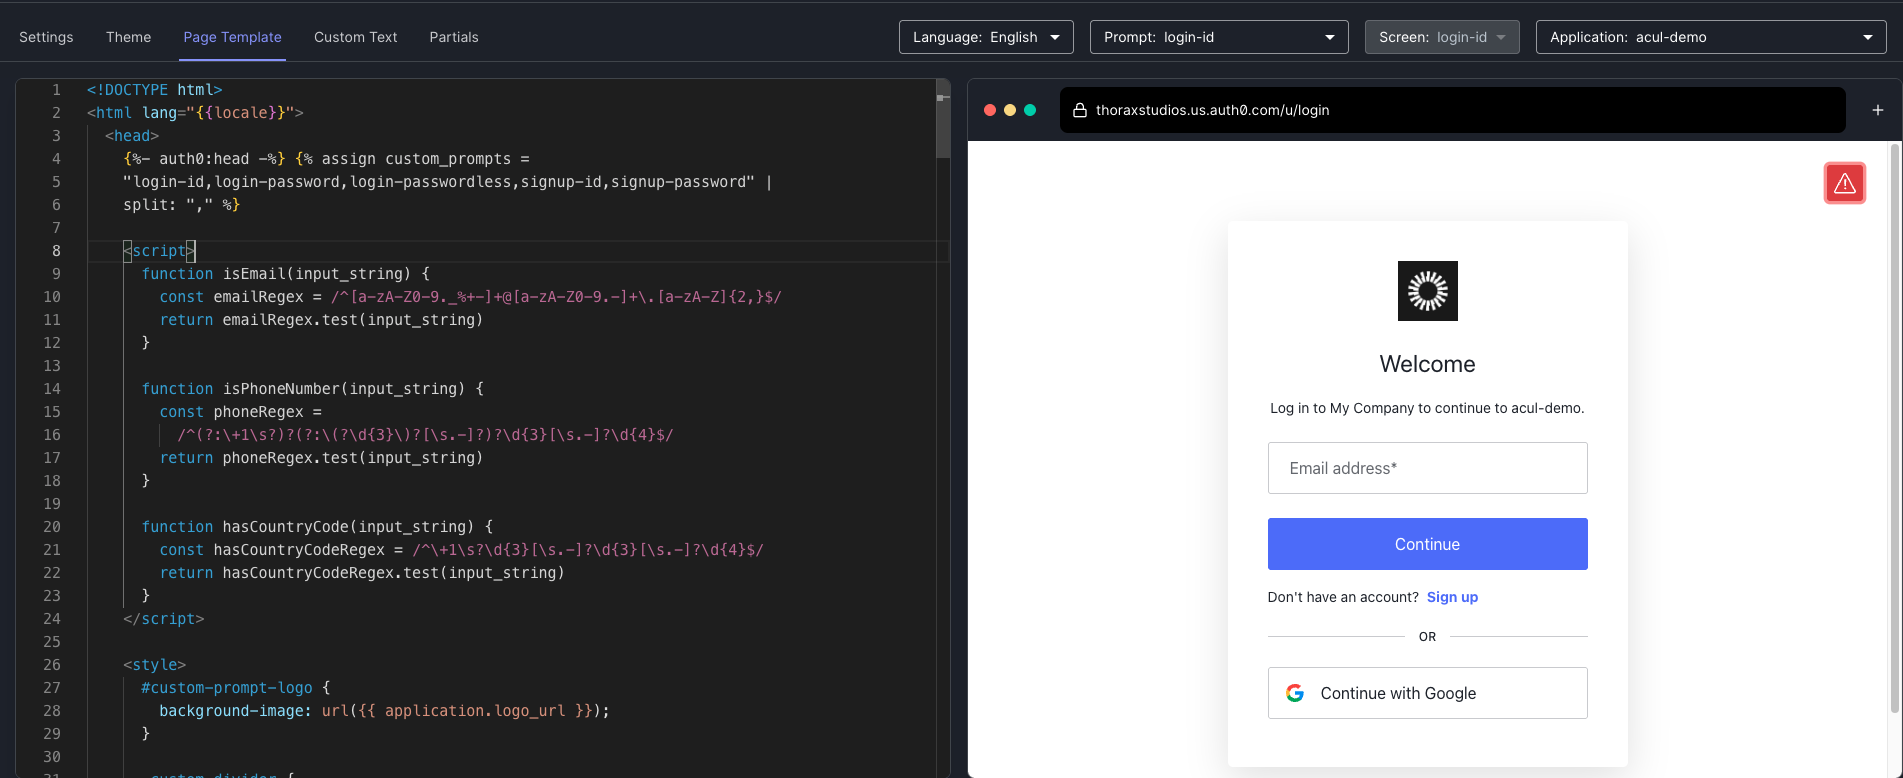 Settings Theme Page Template Custom Text Partials Language: English Prompt: login-id Screen: login-id Application: acul-demo
1 <!DOCTYPE html>
2 <html lang="{{locale}}">
3 <head>
4 {%- auth0:head -%} {% assign custom_prompts =
5 "login-id,login-password,login-passwordless,signup-id,signup-password" |
6 split: "," %}
7
8 <script>
9 function isEmail(input_string) {
10 const emailRegex = /^[a-zA-Z0-9._%+-]+@[a-zA-Z0-9.-]+\.[a-zA-Z]{2,}$/
11 return emailRegex.test(input_string)
12 }
13
14 function isPhoneNumber(input_string) {
15 const phoneRegex =
16 /^(?:\+1\s?)?(?:\(?\d{3}\)?[\s.-]?)?\d{3}[\s.-]?\d{4}$/
17 return phoneRegex.test(input_string)
18 }
19
20 function hasCountryCode(input_string) {
21 const hasCountryCodeRegex = /^\+1\s?\d{3}[\s.-]?\d{3}[\s.-]?\d{4}$/
22 return hasCountryCodeRegex.test(input_string)
23 }
24 </script>
25
26 <style>
27 #custom-prompt-logo {
28 background-image: url({{ application.logo_url }});
29 }
30
31 custom-divider {
thoraxstudios.us.auth0.com/u/login
Welcome
Log in to My Company to continue to acul-demo.
Email address*
Continue
Don't have an account? Sign up
OR
Continue with Google